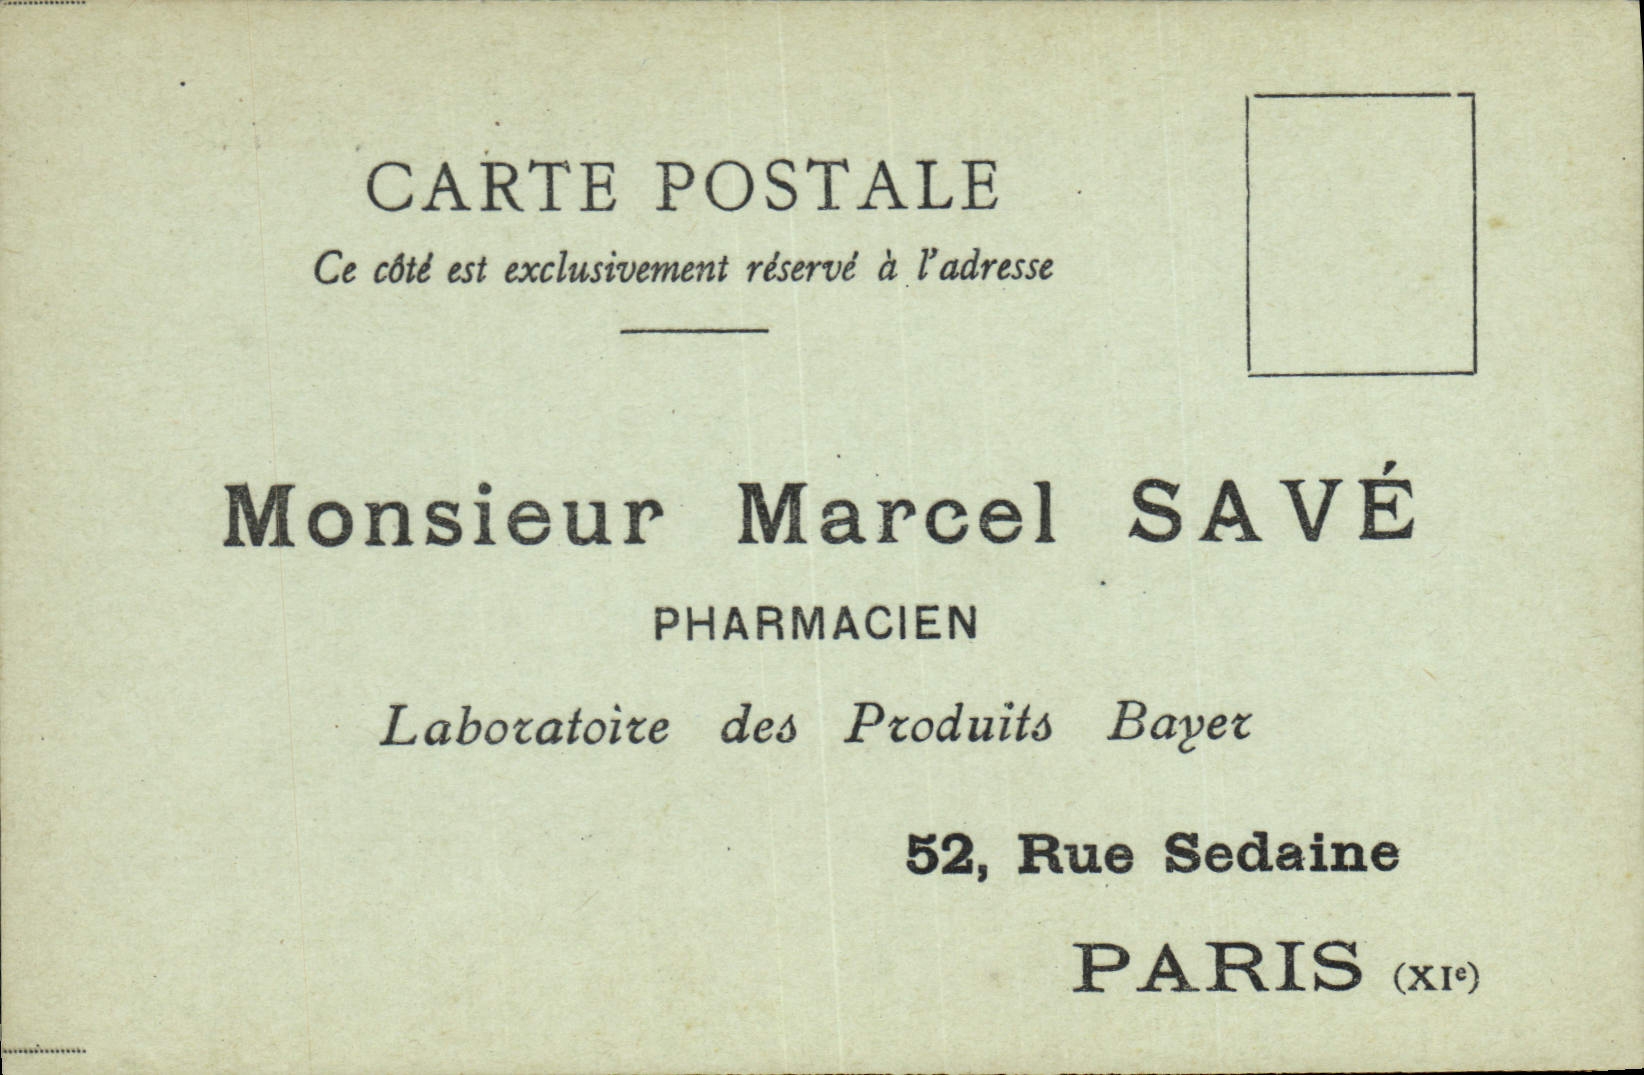 CARTE POSTALE
Ce côté est exclusivement réservé à l'adresse
Monsieur Marcel SAVÉ
PHARMACIEN
Laboratoire des Produits Bayer
52, Rue Sedaine
PARIS (XIe)